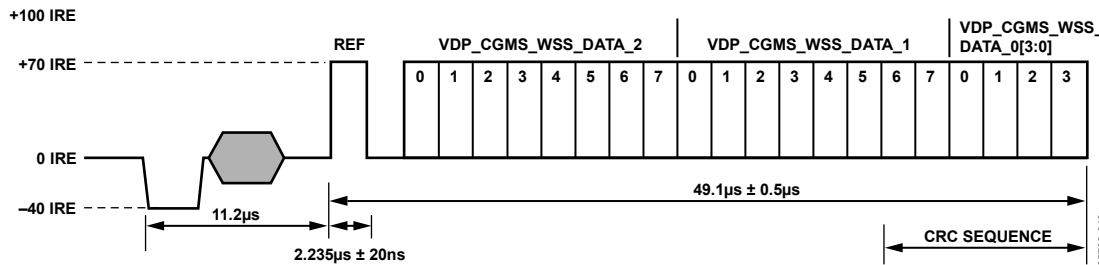 +100 IRE
REF
VDP_CGMS_WSS_DATA_2
VDP_CGMS_WSS_DATA_1
VDP_CGMS_WSS_
DATA_0[3:0]
+70 IRE
0 1 2 3 4 5 6 7 0 1 2 3 4 5 6 7 0 1 2 3
0 IRE
–40 IRE
49.1µs ± 0.5µs
11.2µs
CRC SEQUENCE
2.235µs ± 20ns